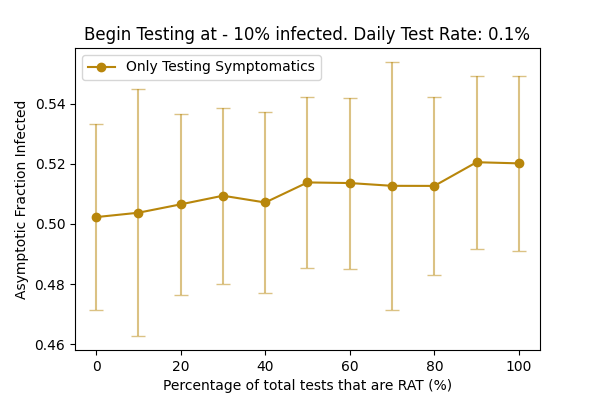 Begin Testing at - 10% infected. Daily Test Rate: 0.1%
Only Testing Symptomatics
Asymptotic Fraction Infected
0.54
0.52
0.50
0.48
0.46
0 20 40 60 80 100
Percentage of total tests that are RAT (%)